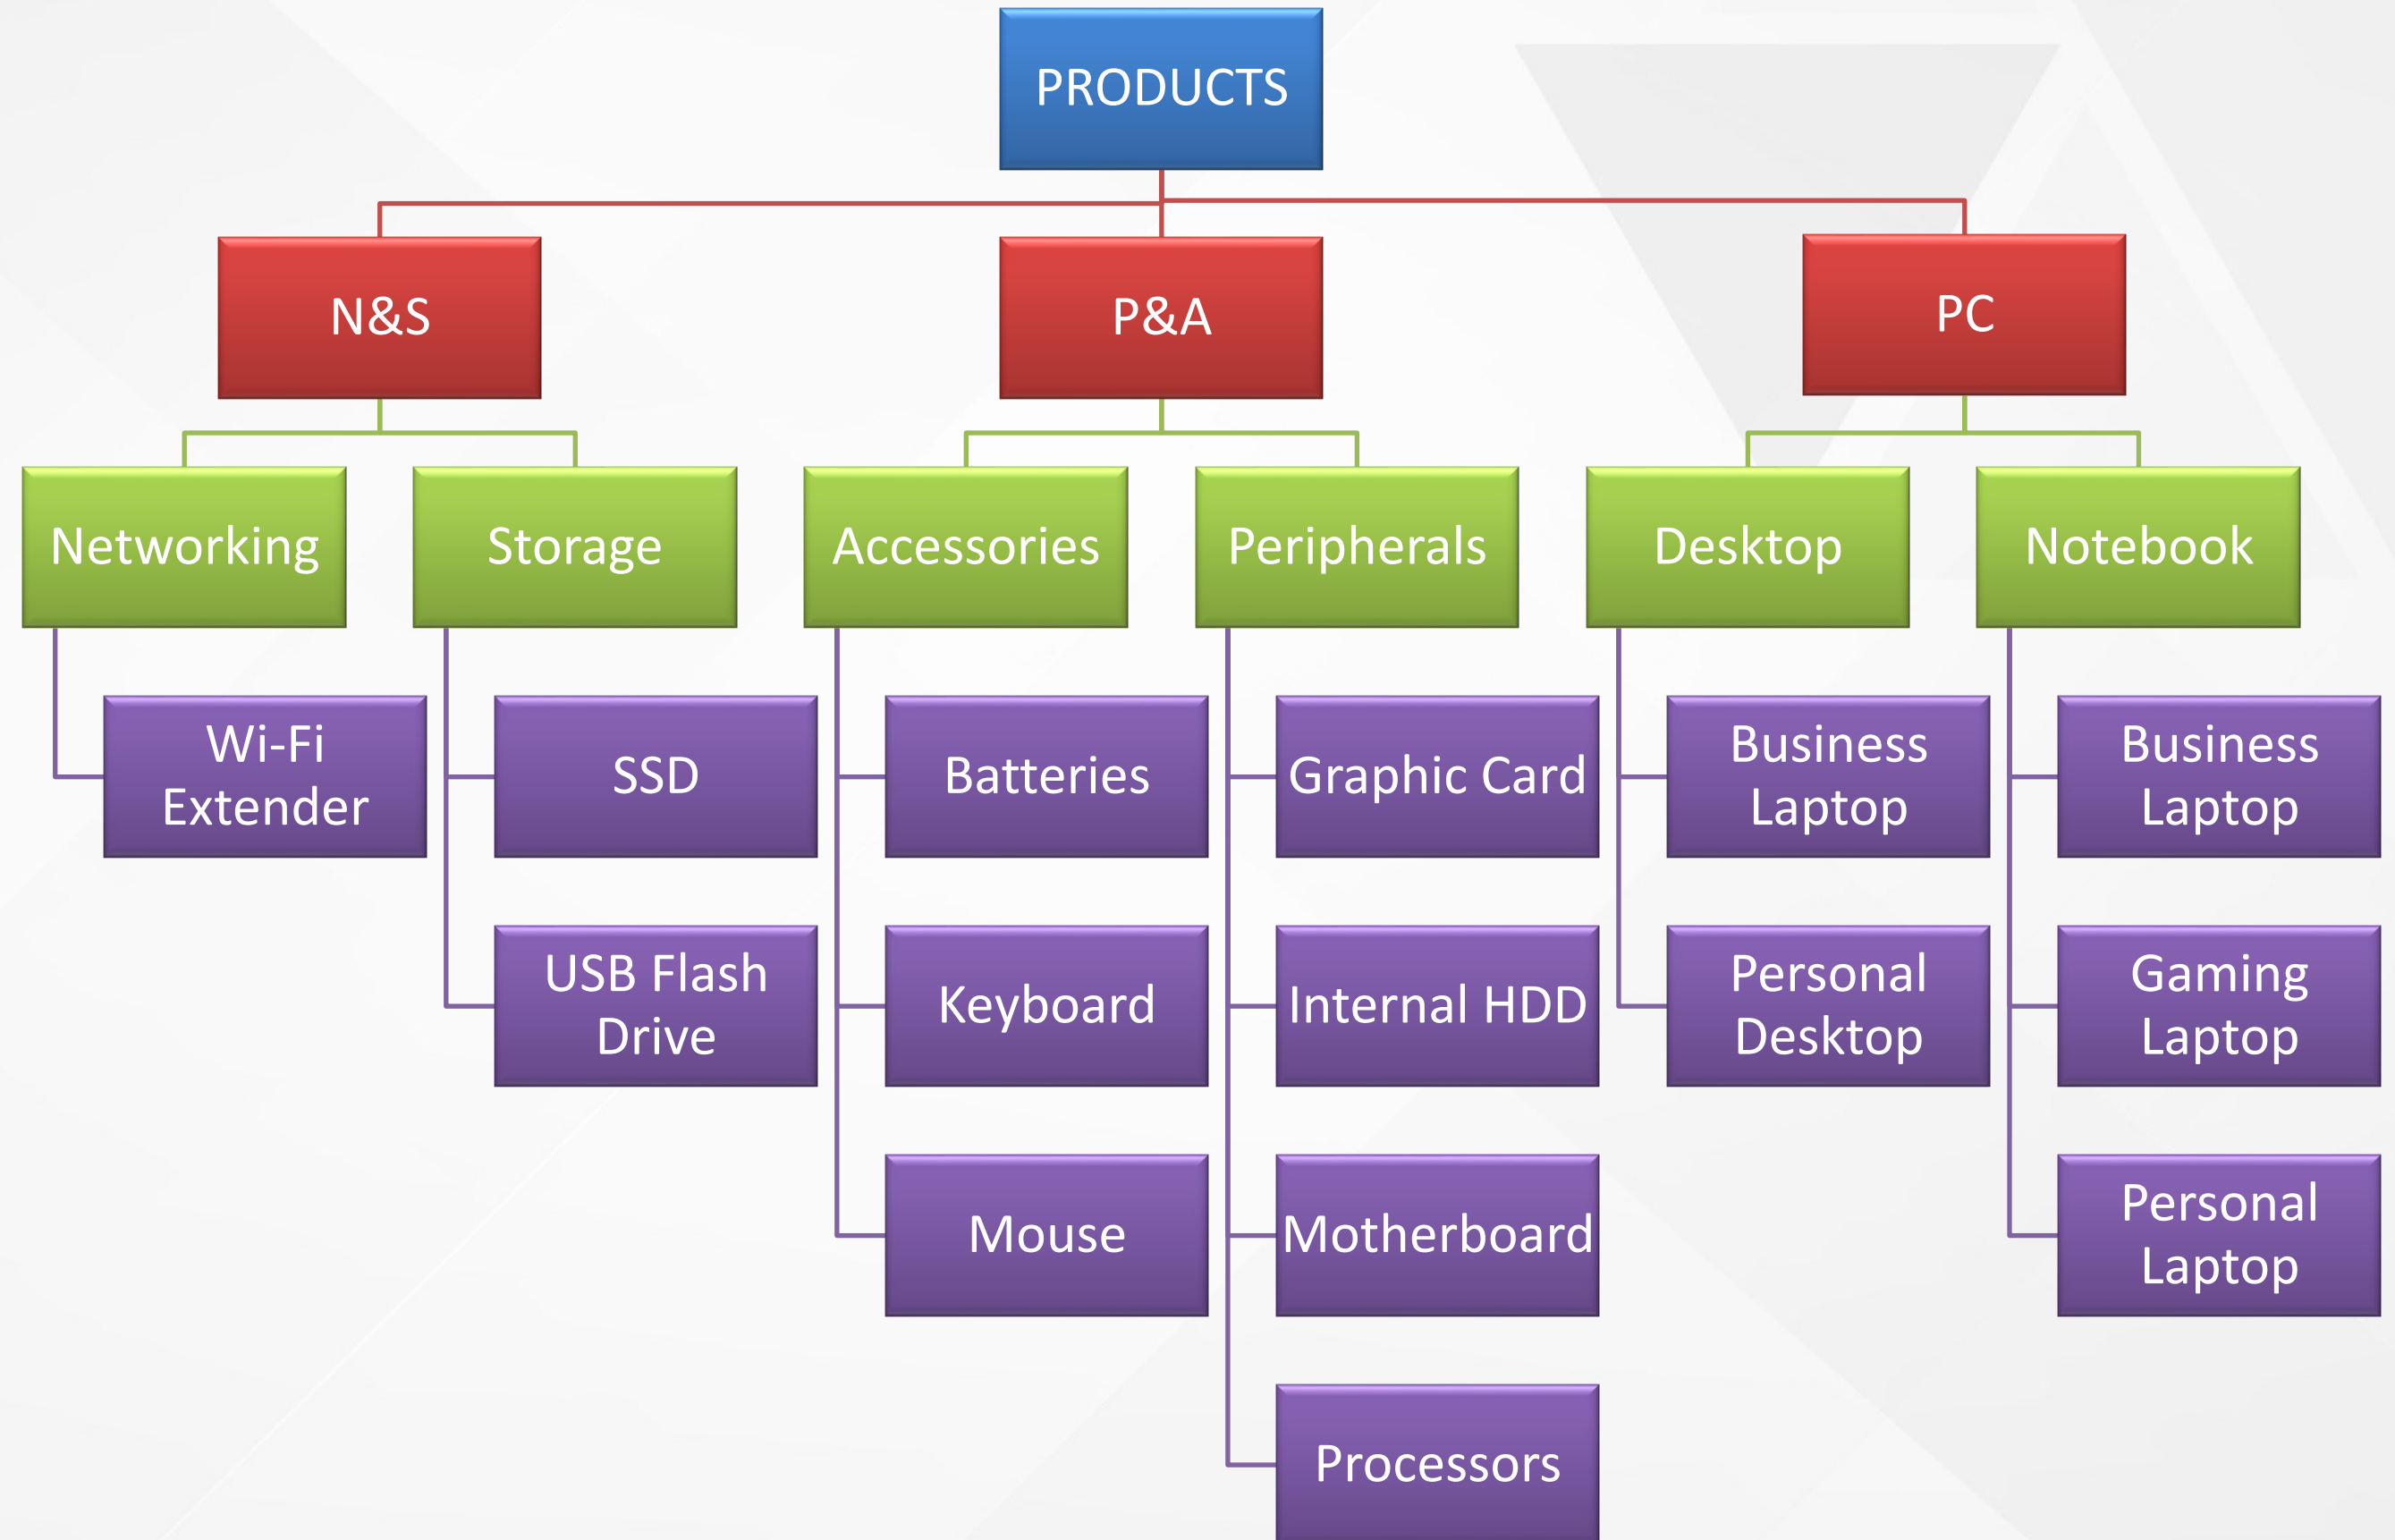 PRODUCTS
N&S
P&A
PC
Networking
Storage
Accessories
Peripherals
Desktop
Notebook
Wi-Fi
Extender
SSD
Batteries
Graphic Card
Business
Laptop
Business
Laptop
USB Flash
Drive
Keyboard
Internal HDD
Personal
Desktop
Gaming
Laptop
Mouse
Motherboard
Personal
Laptop
Processors